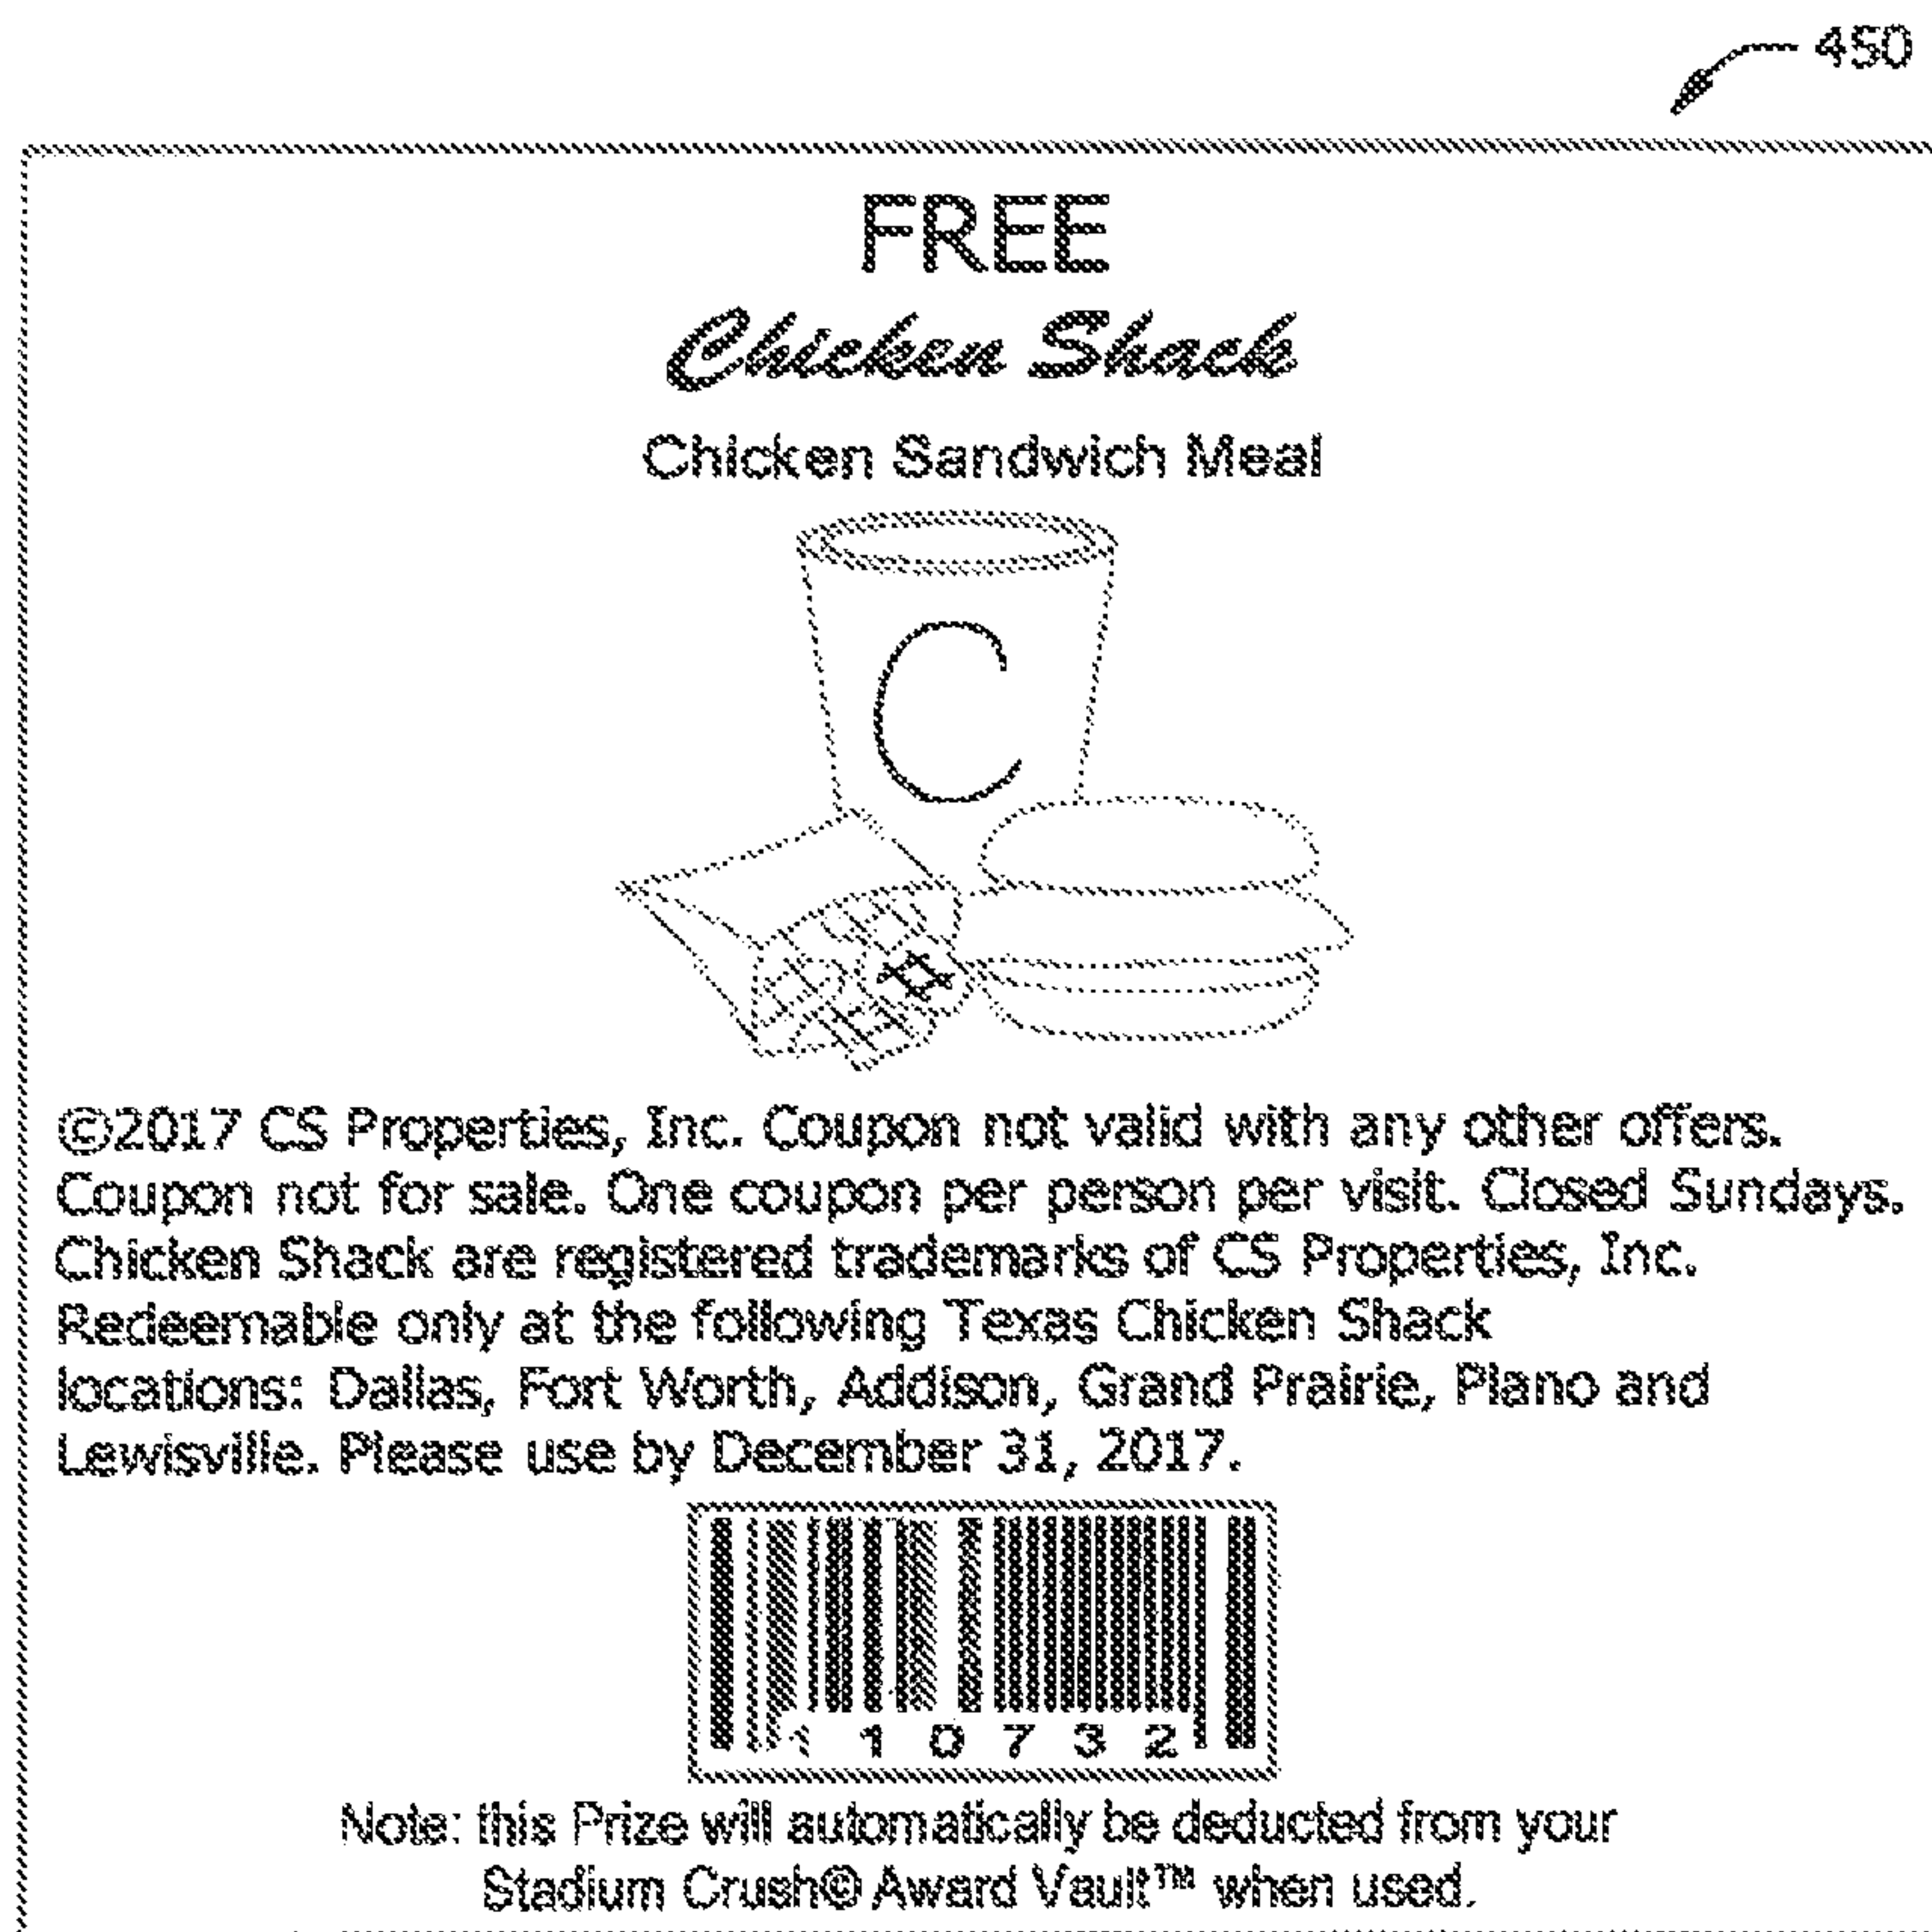 450
FREE
Chicken Shack
Chicken Sandwich Meal
C
©2017 CS Properties, Inc. Coupon not valid with any other offers.
Coupon not for sale. One coupon per person per visit. Closed Sundays.
Chicken Shack are registered trademarks of CS Properties, Inc.
Redeemable only at the following Texas Chicken Shack
locations: Dallas, Fort Worth, Addison, Grand Prairie, Plano and
Lewisville. Please use by December 31, 2017.
1 1 0 7 3 2
Note: this Prize will automatically be deducted from your
Stadium Crush© Award Vault™ when used.